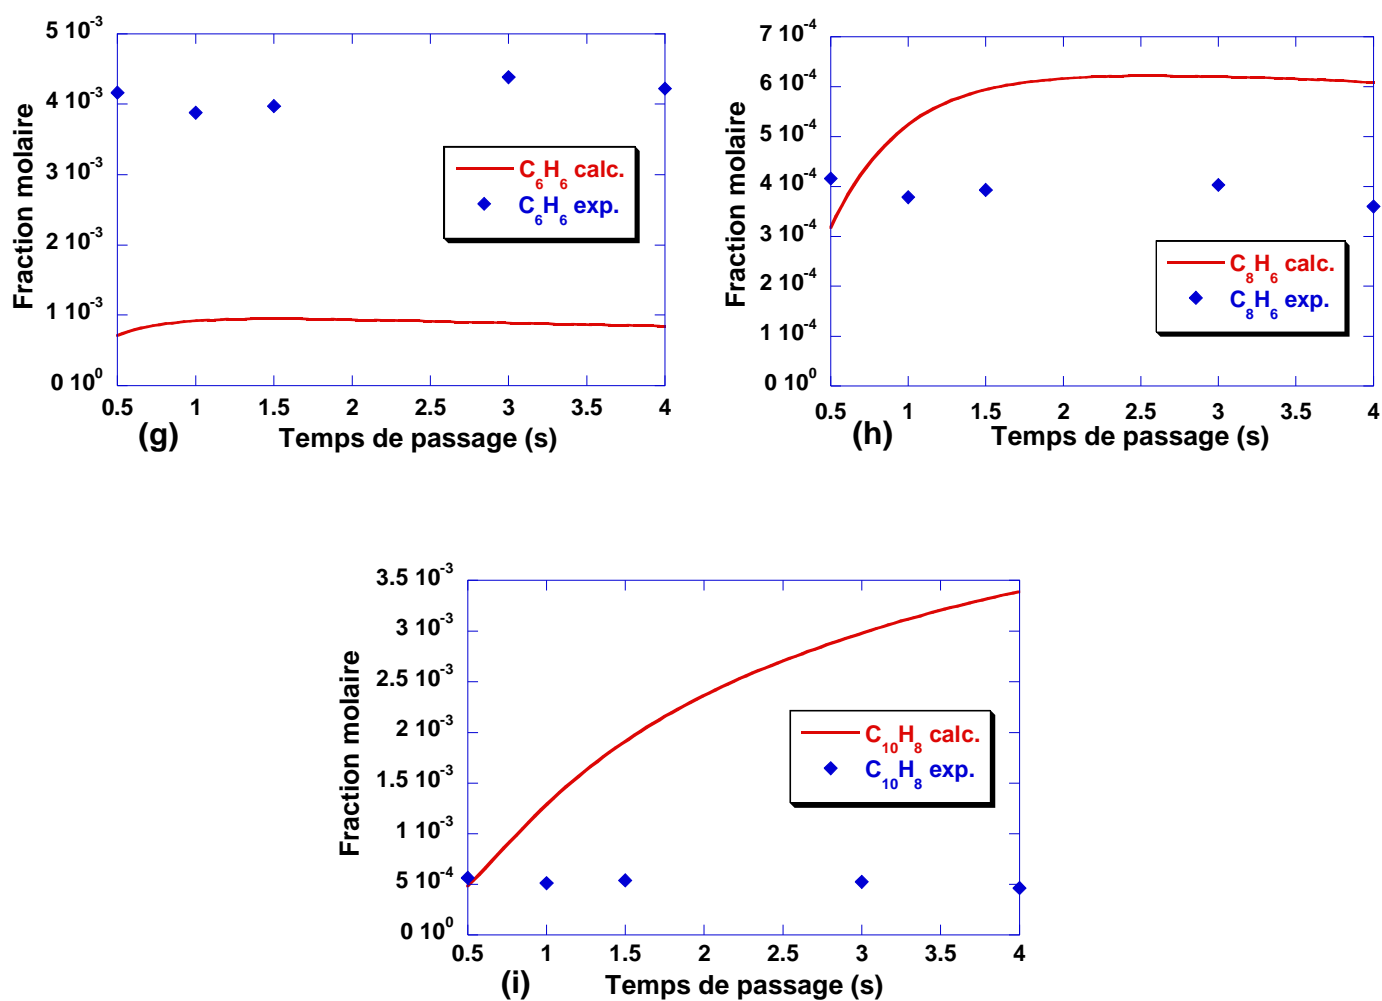 5 10⁻³
4 10⁻³
3 10⁻³
2 10⁻³
1 10⁻³
0 10⁰
Fraction molaire
C₆H₆ calc.
C₆H₆ exp.
0.5 1 1.5 2 2.5 3 3.5 4
(g) Temps de passage (s)
7 10⁻⁴
6 10⁻⁴
5 10⁻⁴
4 10⁻⁴
3 10⁻⁴
2 10⁻⁴
1 10⁻⁴
0 10⁰
Fraction molaire
C₈H₆ calc.
C₈H₆ exp.
0.5 1 1.5 2 2.5 3 3.5 4
(h) Temps de passage (s)
3.5 10⁻³
3 10⁻³
2.5 10⁻³
2 10⁻³
1.5 10⁻³
1 10⁻³
5 10⁻⁴
0 10⁰
Fraction molaire
C₁₀H₈ calc.
C₁₀H₈ exp.
0.5 1 1.5 2 2.5 3 3.5 4
(i) Temps de passage (s)